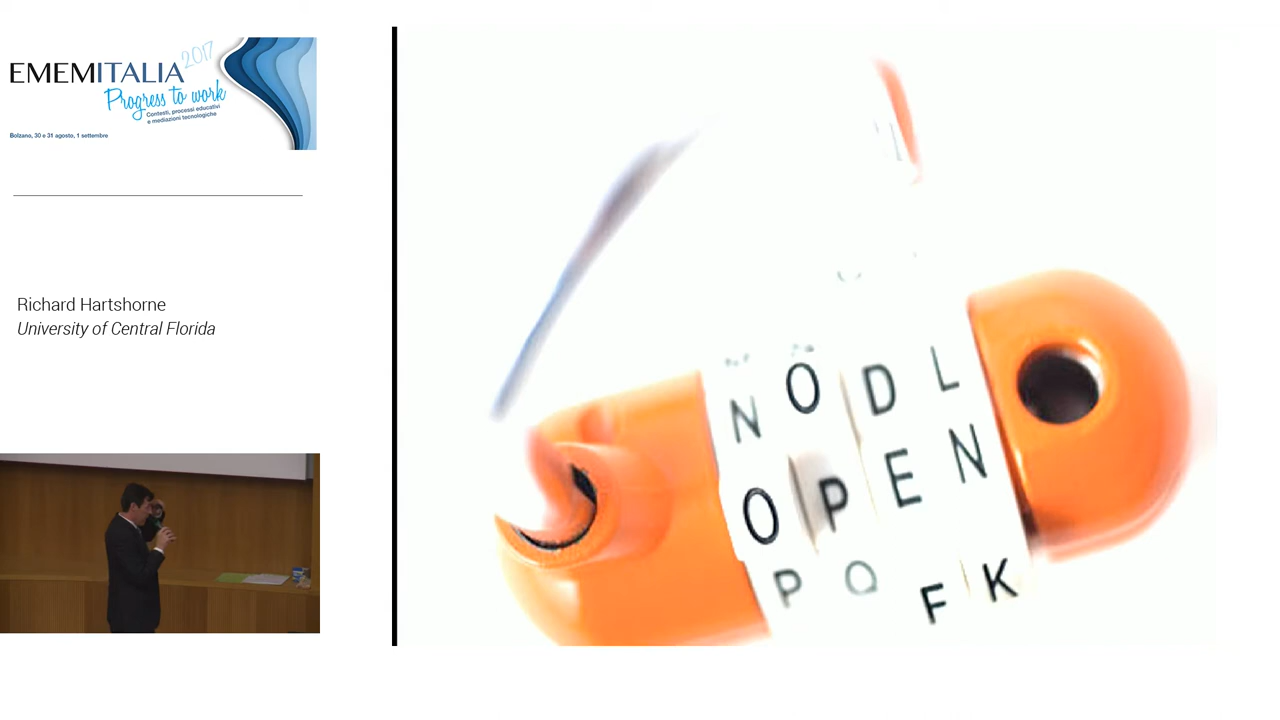 EMEMITALIA 2017
Progress to work
Contesti, processi educativi
e mediazioni tecnologiche
Bolzano, 30 e 31 agosto, 1 settembre
Richard Hartshorne
University of Central Florida
N O D L
O P E N
P Q F K